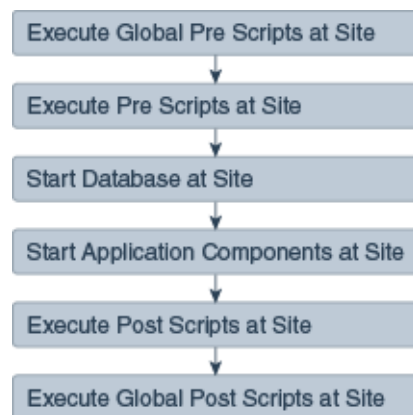 Execute Global Pre Scripts at Site
Execute Pre Scripts at Site
Start Database at Site
Start Application Components at Site
Execute Post Scripts at Site
Execute Global Post Scripts at Site